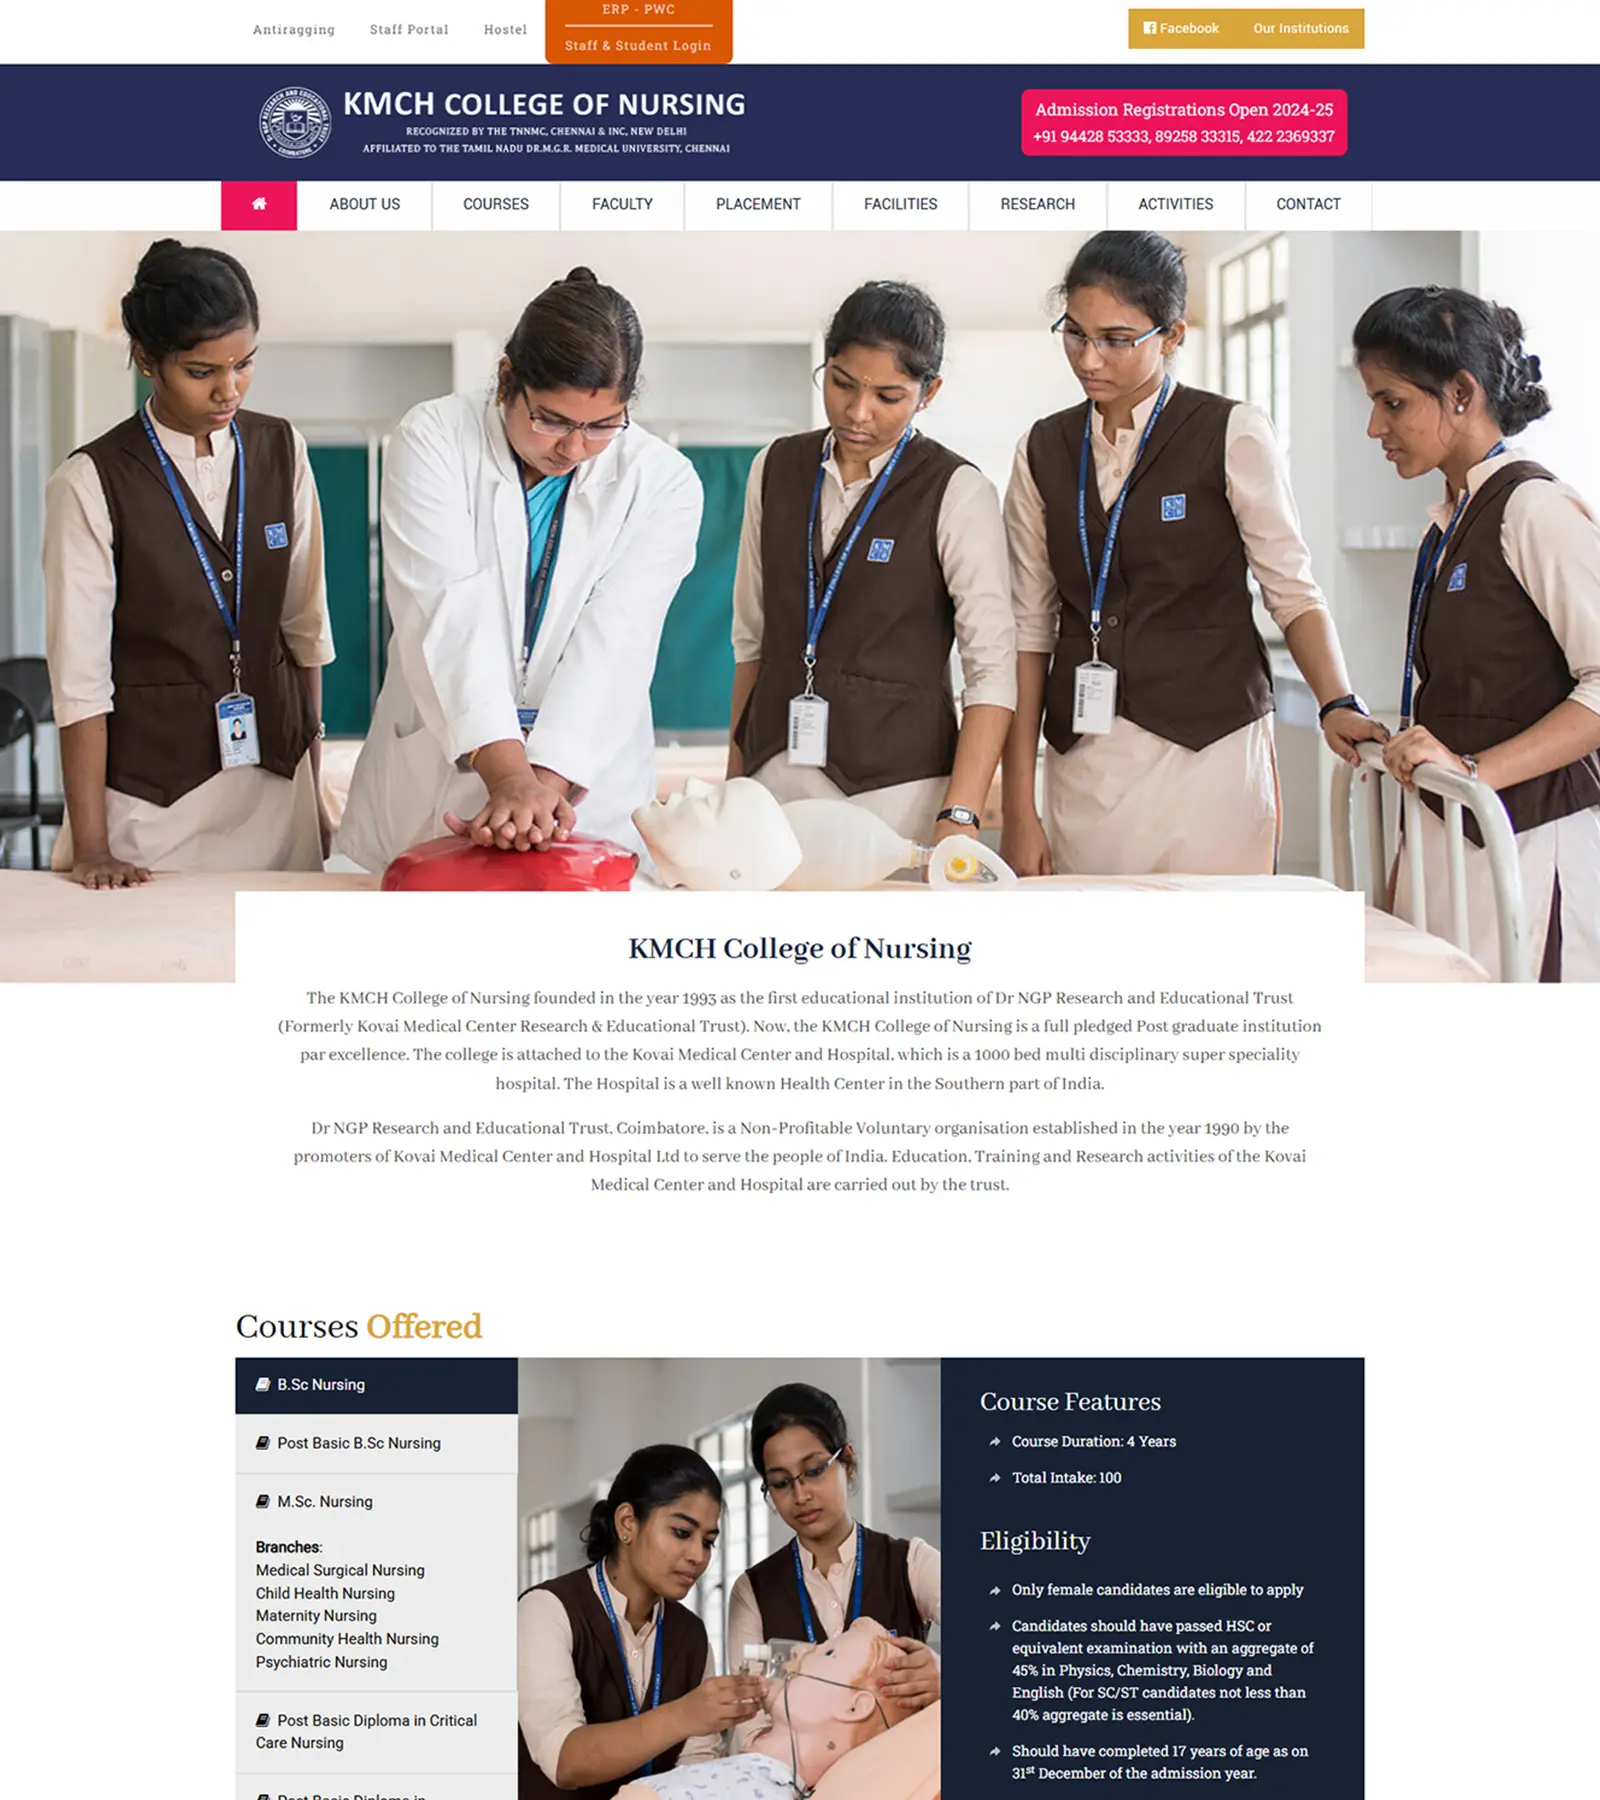 Antiragging
Staff Portal
Hostel
ERP - PWC
Staff & Student Login
Facebook
Our Institutions
KMCH COLLEGE OF NURSING
RECOGNIZED BY THE TNNMC, CHENNAI & INC, NEW DELHI
AFFILIATED TO THE TAMIL NADU DR.M.G.R. MEDICAL UNIVERSITY, CHENNAI
Admission Registrations Open 2024-25
+91 94428 53333, 89258 33315, 422 2369337
ABOUT US
COURSES
FACULTY
PLACEMENT
FACILITIES
RESEARCH
ACTIVITIES
CONTACT
KMCH College of Nursing
The KMCH College of Nursing founded in the year 1993 as the first educational institution of Dr NGP Research and Educational Trust
(Formerly Kovai Medical Center Research & Educational Trust). Now, the KMCH College of Nursing is a full pledged Post graduate institution
par excellence. The college is attached to the Kovai Medical Center and Hospital, which is a 1000 bed multi disciplinary super speciality
hospital. The Hospital is a well known Health Center in the Southern part of India.
Dr NGP Research and Educational Trust, Coimbatore, is a Non-Profitable Voluntary organisation established in the year 1990 by the
promoters of Kovai Medical Center and Hospital Ltd to serve the people of India. Education, Training and Research activities of the Kovai
Medical Center and Hospital are carried out by the trust.
Courses Offered
B.Sc Nursing
Post Basic B.Sc Nursing
M.Sc. Nursing
Branches:
Medical Surgical Nursing
Child Health Nursing
Maternity Nursing
Community Health Nursing
Psychiatric Nursing
Post Basic Diploma in Critical
Care Nursing
Post Basic Diploma in
Course Features
Course Duration: 4 Years
Total Intake: 100
Eligibility
Only female candidates are eligible to apply
Candidates should have passed HSC or
equivalent examination with an aggregate of
45% in Physics, Chemistry, Biology and
English (For SC/ST candidates not less than
40% aggregate is essential).
Should have completed 17 years of age as on
31st December of the admission year.